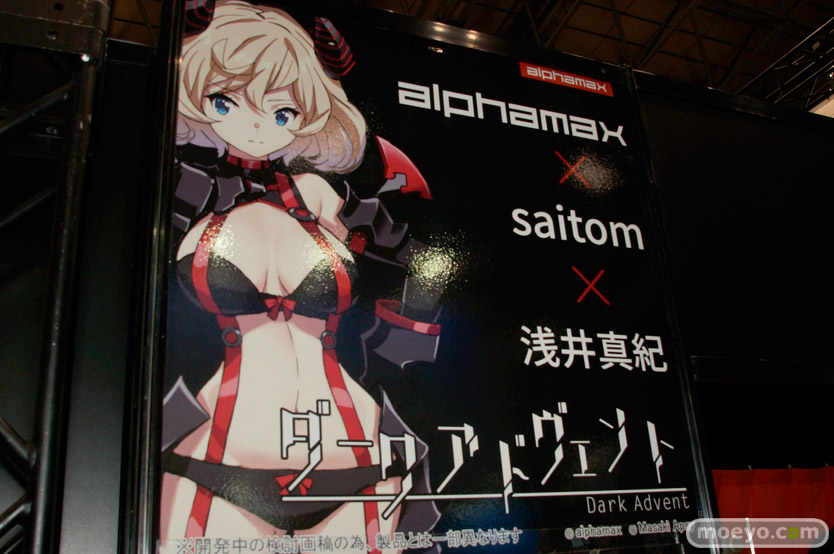 alphamax
alphamax
×
saitom
×
浅井真紀
ダークアドヴェント
Dark Advent
© alphamax © Masaki Ap
※開発中の検討画稿の為、製品とは一部異なります
moeyo.com